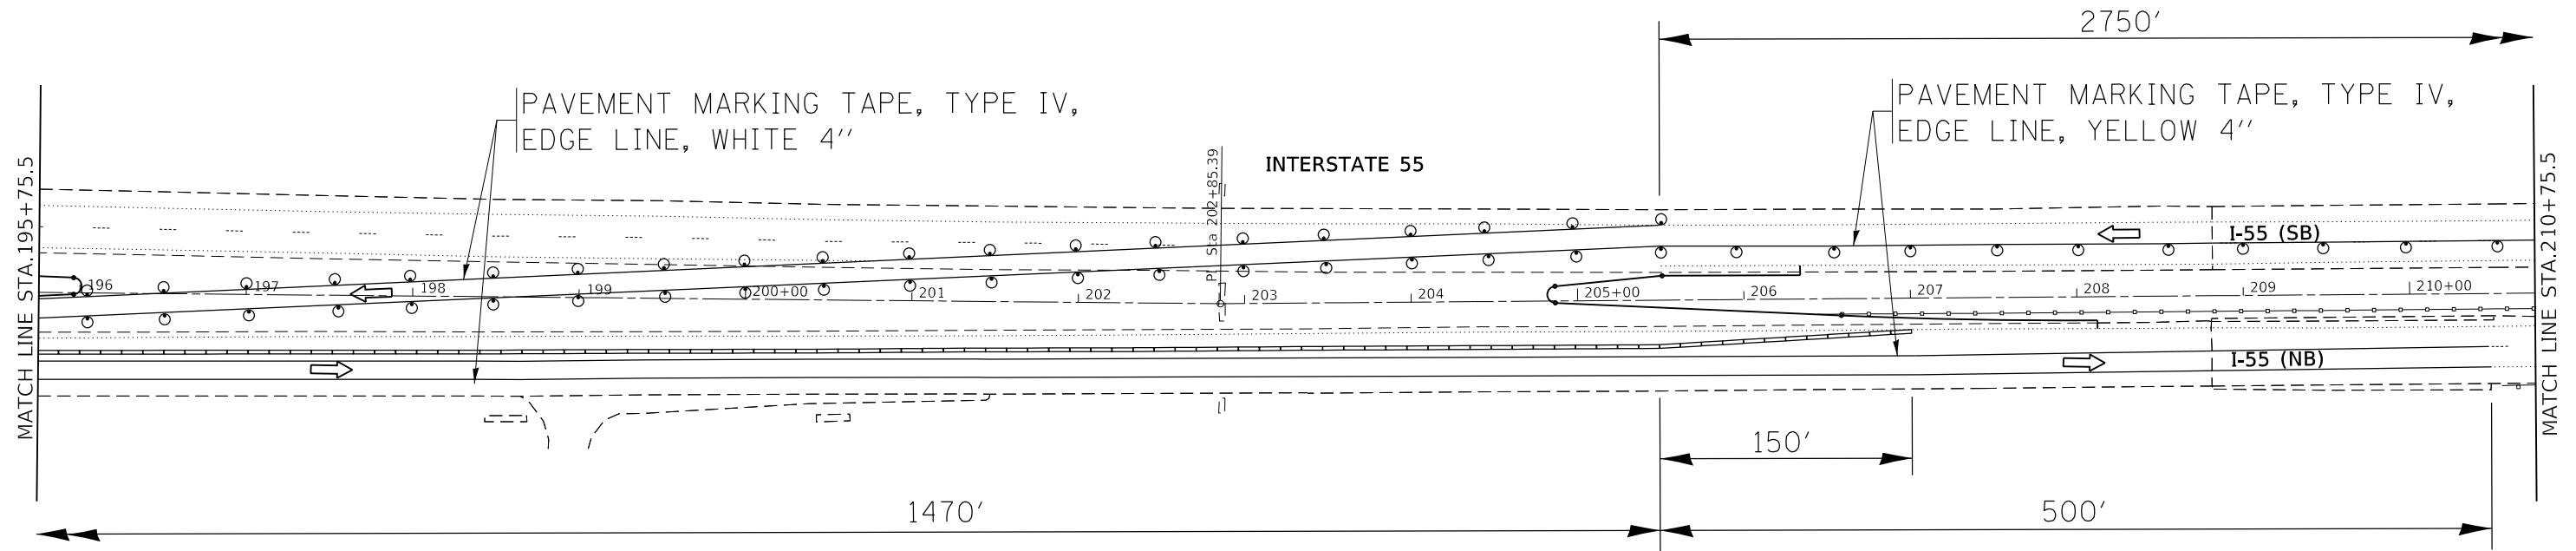 2750′
PAVEMENT MARKING TAPE, TYPE IV,
EDGE LINE, WHITE 4′′
PAVEMENT MARKING TAPE, TYPE IV,
EDGE LINE, YELLOW 4′′
INTERSTATE 55
MATCH LINE STA.195+75.5
PI Sta 202+85.39
MATCH LINE STA.210+75.5
I-55 (SB)
196
197
198
199
200+00
201
202
203
204
205+00
206
207
208
209
210+00
I-55 (NB)
150′
1470′
500′